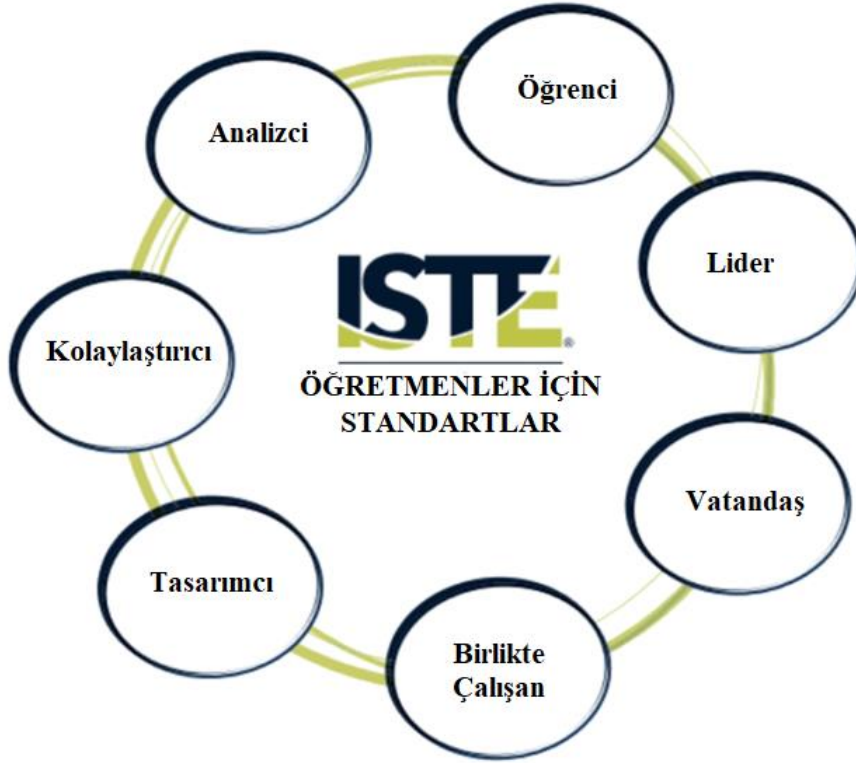 Öğrenci
Analizci
Lider
ISTE®
Kolaylaştırıcı
ÖĞRETMENLER İÇİN
STANDARTLAR
Vatandaş
Tasarımcı
Birlikte
Çalışan